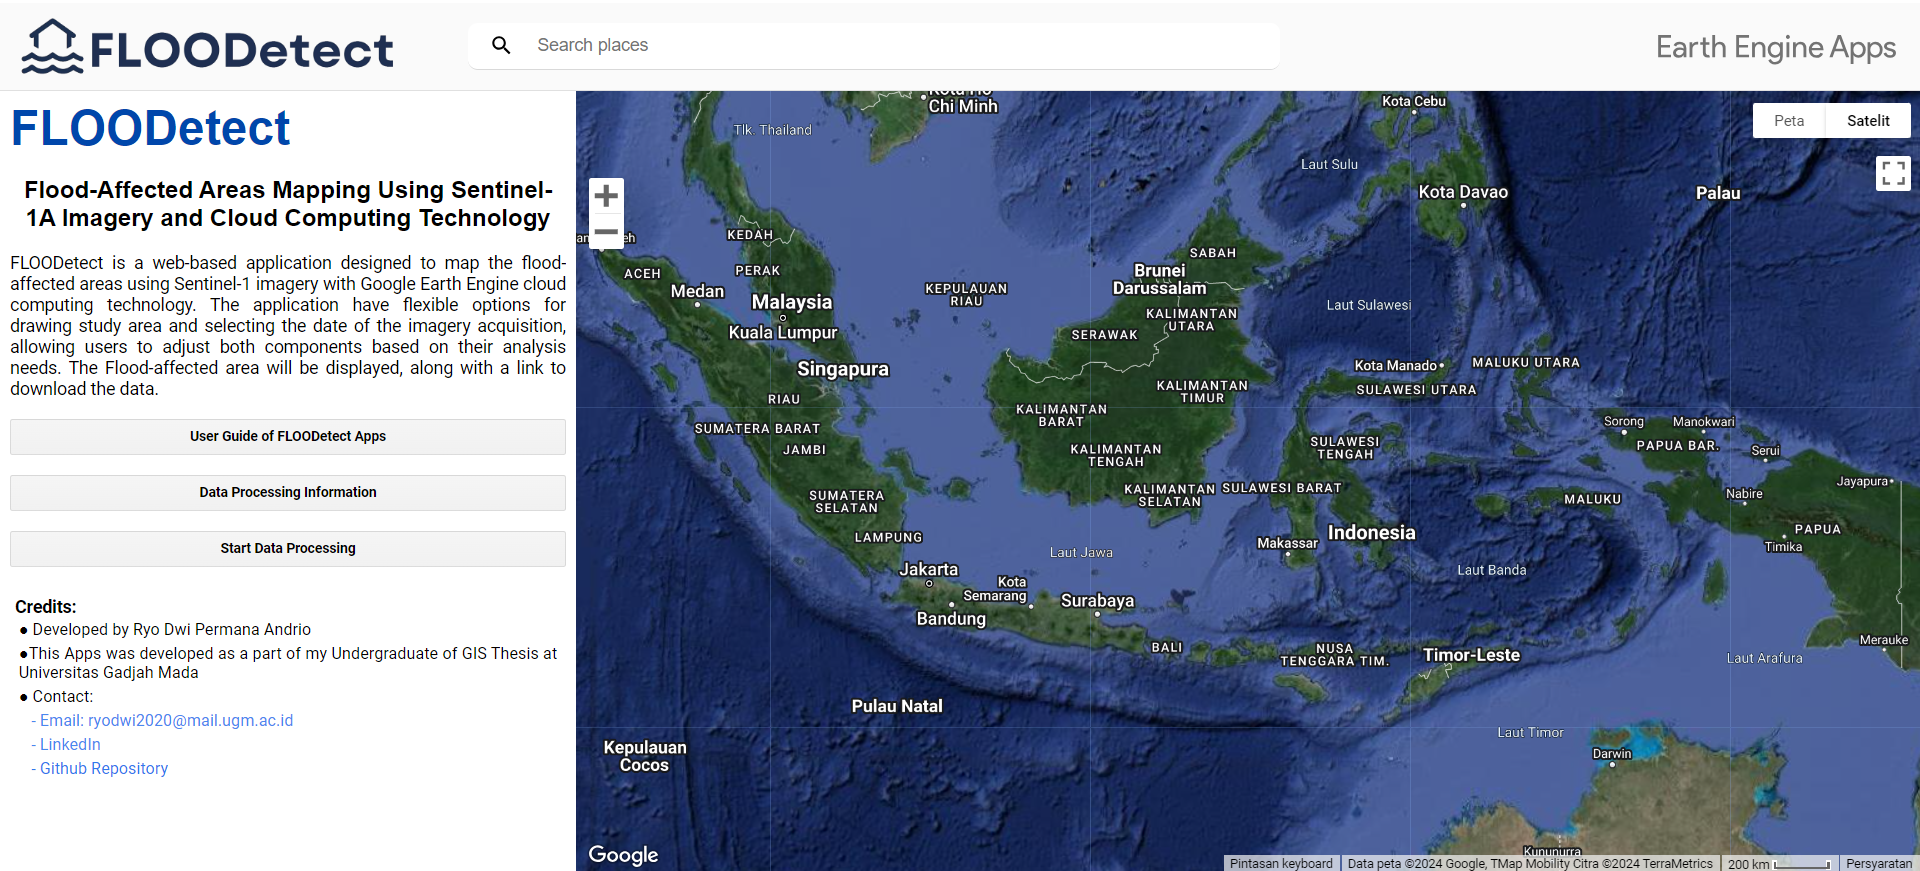 FLOODetect
Search places
Earth Engine Apps
FLOODetect
Flood-Affected Areas Mapping Using Sentinel-
1A Imagery and Cloud Computing Technology
FLOODetect is a web-based application designed to map the flood-
affected areas using Sentinel-1 imagery with Google Earth Engine cloud
computing technology. The application have flexible options for
drawing study area and selecting the date of the imagery acquisition,
allowing users to adjust both components based on their analysis
needs. The Flood-affected area will be displayed, along with a link to
download the data.
User Guide of FLOODetect Apps
Data Processing Information
Start Data Processing
Credits:
● Developed by Ryo Dwi Permana Andrio
●This Apps was developed as a part of my Undergraduate of GIS Thesis at
Universitas Gadjah Mada
● Contact:
- Email: ryodwi2020@mail.ugm.ac.id
- LinkedIn
- Github Repository
Peta
Satelit
Chi Minh
Kota Cebu
Tlk. Thailand
Laut Sulu
Kota Davao
Palau
KEDAH
SABAH
ACEH
PERAK
Brunei
Darussalam
Medan
Malaysia
KEPULAUAN
RIAU
Laut Sulawesi
KALIMANTAN
UTARA
Kuala Lumpur
SERAWAK
Singapura
Kota Manado
MALUKU UTARA
KALIMANTAN
TIMUR
SULAWESI UTARA
RIAU
KALIMANTAN
BARAT
Sorong
Manokwari
SUMATERA BARAT
JAMBI
KALIMANTAN
TENGAH
SULAWESI
TENGAH
PAPUA BAR.
Serui
Jayapura
SUMATERA
SELATAN
KALIMANTAN
SELATAN
SULAWESI BARAT
MALUKU
Nabire
LAMPUNG
Indonesia
PAPUA
Makassar
Timika
Laut Jawa
Jakarta
Laut Banda
Kota
Semarang
Surabaya
Bandung
BALI
NUSA
TENGGARA TIM.
Timor-Leste
Merauke
Laut Arafura
Pulau Natal
Laut Timor
Kepulauan
Cocos
Darwin
Kununurra
Google
Pintasan keyboard
Data peta ©2024 Google, TMap Mobility Citra ©2024 TerraMetrics
200 km
Persyaratan